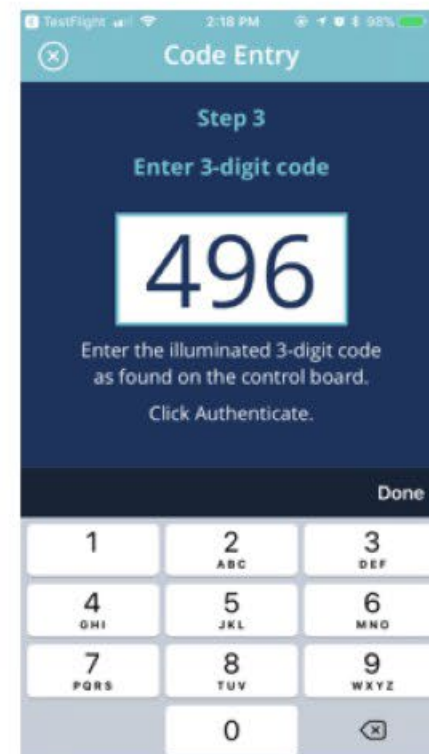 TestFlight 2:18 PM 98%
Code Entry
Step 3
Enter 3-digit code
496
Enter the illuminated 3-digit code
as found on the control board.
Click Authenticate.
Done
1 2 3
ABC DEF
4 5 6
GHI JKL MNO
7 8 9
PQRS TUV WXYZ
0